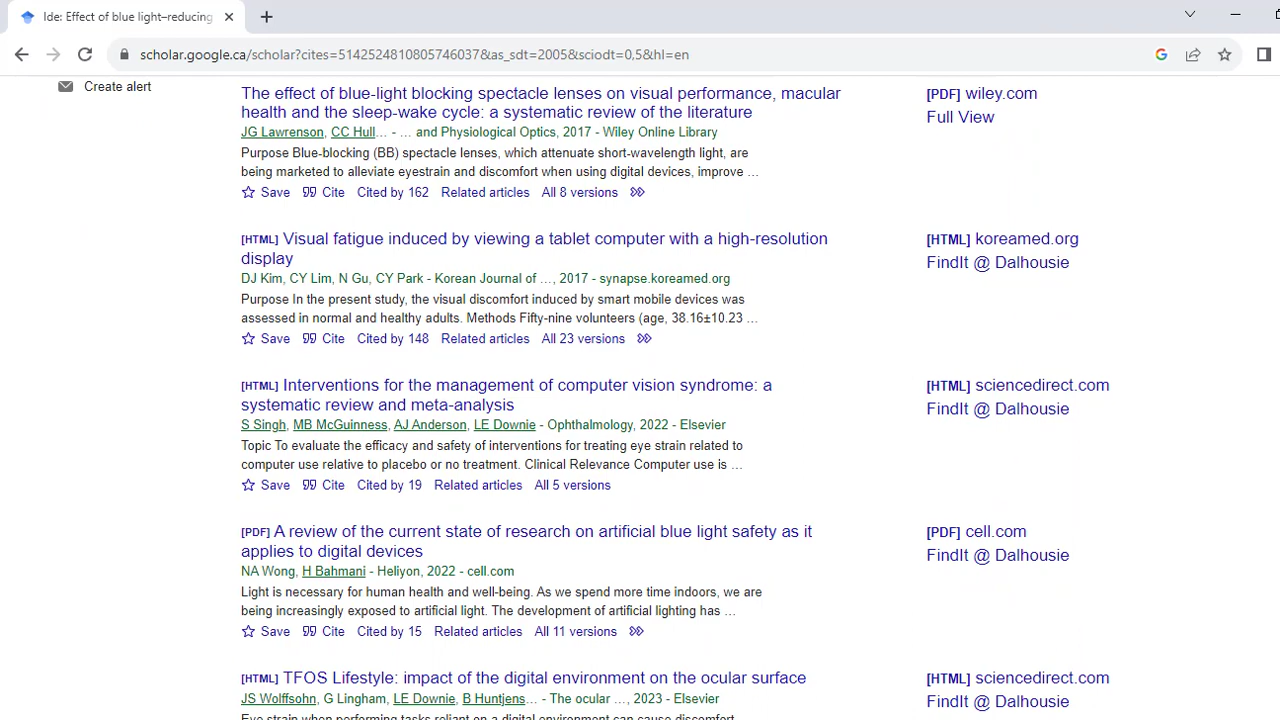 Ide: Effect of blue light–reducing
scholar.google.ca/scholar?cites=5142524810805746037&as_sdt=2005&sciodt=0,5&hl=en
Create alert
The effect of blue-light blocking spectacle lenses on visual performance, macular
health and the sleep-wake cycle: a systematic review of the literature
JG Lawrenson, CC Hull… - … and Physiological Optics, 2017 - Wiley Online Library
Purpose Blue-blocking (BB) spectacle lenses, which attenuate short-wavelength light, are
being marketed to alleviate eyestrain and discomfort when using digital devices, improve …
Save Cite Cited by 162 Related articles All 8 versions
[PDF] wiley.com
Full View
[HTML] Visual fatigue induced by viewing a tablet computer with a high-resolution
display
DJ Kim, CY Lim, N Gu, CY Park - Korean Journal of …, 2017 - synapse.koreamed.org
Purpose In the present study, the visual discomfort induced by smart mobile devices was
assessed in normal and healthy adults. Methods Fifty-nine volunteers (age, 38.16±10.23 …
Save Cite Cited by 148 Related articles All 23 versions
[HTML] koreamed.org
FindIt @ Dalhousie
[HTML] Interventions for the management of computer vision syndrome: a
systematic review and meta-analysis
S Singh, MB McGuinness, AJ Anderson, LE Downie - Ophthalmology, 2022 - Elsevier
Topic To evaluate the efficacy and safety of interventions for treating eye strain related to
computer use relative to placebo or no treatment. Clinical Relevance Computer use is …
Save Cite Cited by 19 Related articles All 5 versions
[HTML] sciencedirect.com
FindIt @ Dalhousie
[PDF] A review of the current state of research on artificial blue light safety as it
applies to digital devices
NA Wong, H Bahmani - Heliyon, 2022 - cell.com
Light is necessary for human health and well-being. As we spend more time indoors, we are
being increasingly exposed to artificial light. The development of artificial lighting has …
Save Cite Cited by 15 Related articles All 11 versions
[PDF] cell.com
FindIt @ Dalhousie
[HTML] TFOS Lifestyle: impact of the digital environment on the ocular surface
JS Wolffsohn, G Lingham, LE Downie, B Huntjens… - The ocular …, 2023 - Elsevier
Eye strain when performing tasks reliant on a digital environment can cause discomfort
[HTML] sciencedirect.com
FindIt @ Dalhousie